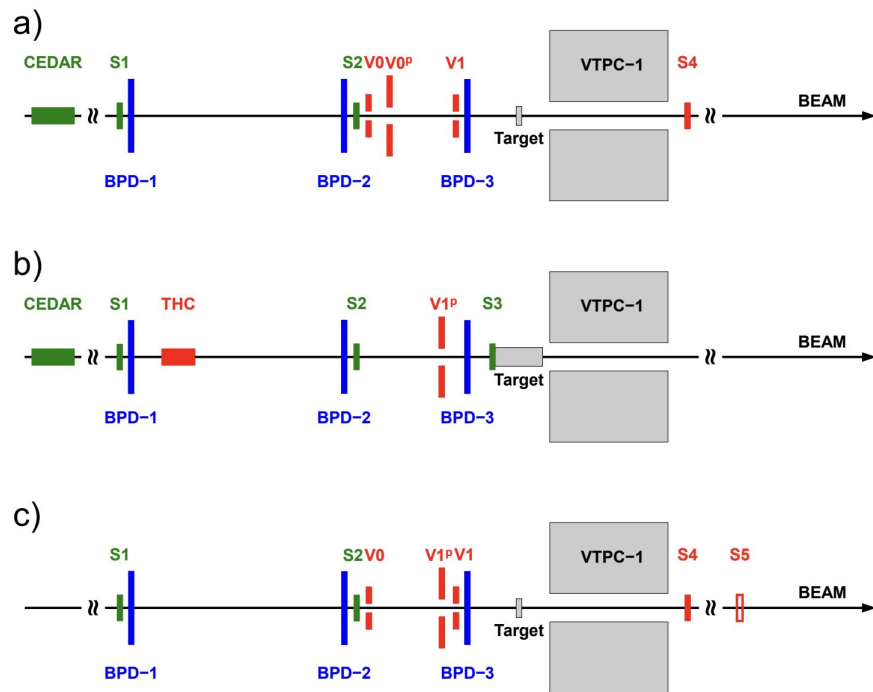 a)
CEDAR S1 S2 V0 V0ᵖ V1 VTPC−1 S4
BEAM
Target
BPD−1 BPD−2 BPD−3
b)
CEDAR S1 THC S2 V1ᵖ S3 VTPC−1
BEAM
Target
BPD−1 BPD−2 BPD−3
c)
S1 S2 V0 V1ᵖ V1 VTPC−1 S4 S5
BEAM
Target
BPD−1 BPD−2 BPD−3